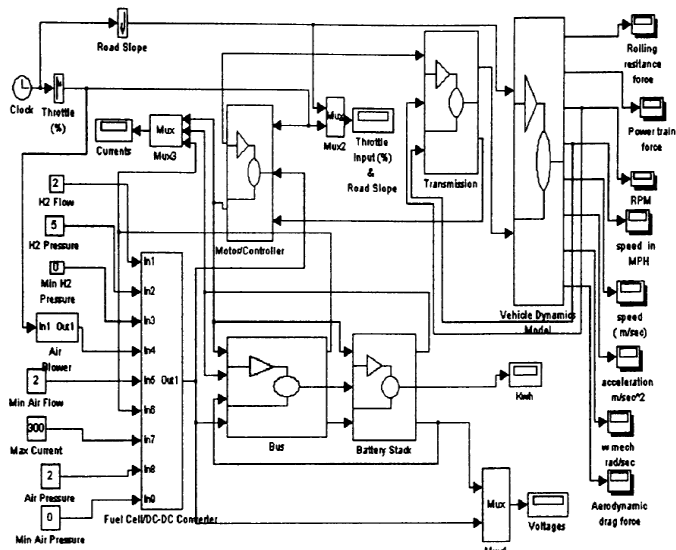 Road Slope
Clock
Throttle
(%)
Currents
Mux
Mux3
Mux
Mux2
Throttle
Input (%)
&
Road Slope
Transmission
Rolling
resitance
force
Power train
force
RPM
speed in
MPH
speed
( m/sec)
acceleration
m/sec^2
w mech
rad/sec
Aerodynamic
drag force
Vehicle Dynamics
Model
2
H2 Flow
5
H2 Pressure
0
Min H2
Pressure
In1 Out1
Air
Blower
2
Min Air Flow
300
Max Current
2
Air Pressure
0
Min Air Pressure
In1
In2
In3
In4
In5 Out1
In6
In7
In8
In9
Fuel Cell/DC-DC Converter
Motor/Controller
Bus
Battery Stack
Kwh
Mux
Voltages